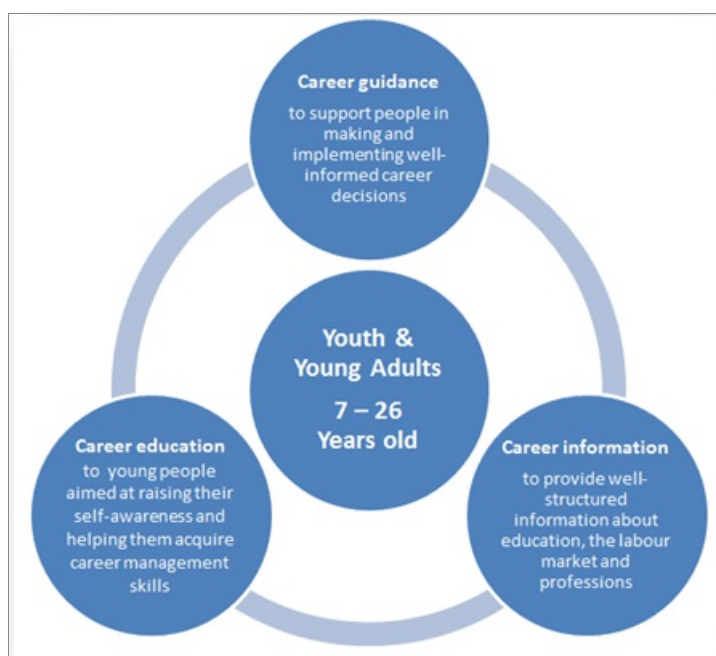 Career guidance
to support people in
making and
implementing well-
informed career
decisions
Youth &
Young Adults
7 – 26
Years old
Career education
to young people
aimed at raising their
self-awareness and
helping them acquire
career management
skills
Career information
to provide well-
structured
information about
education, the labour
market and
professions